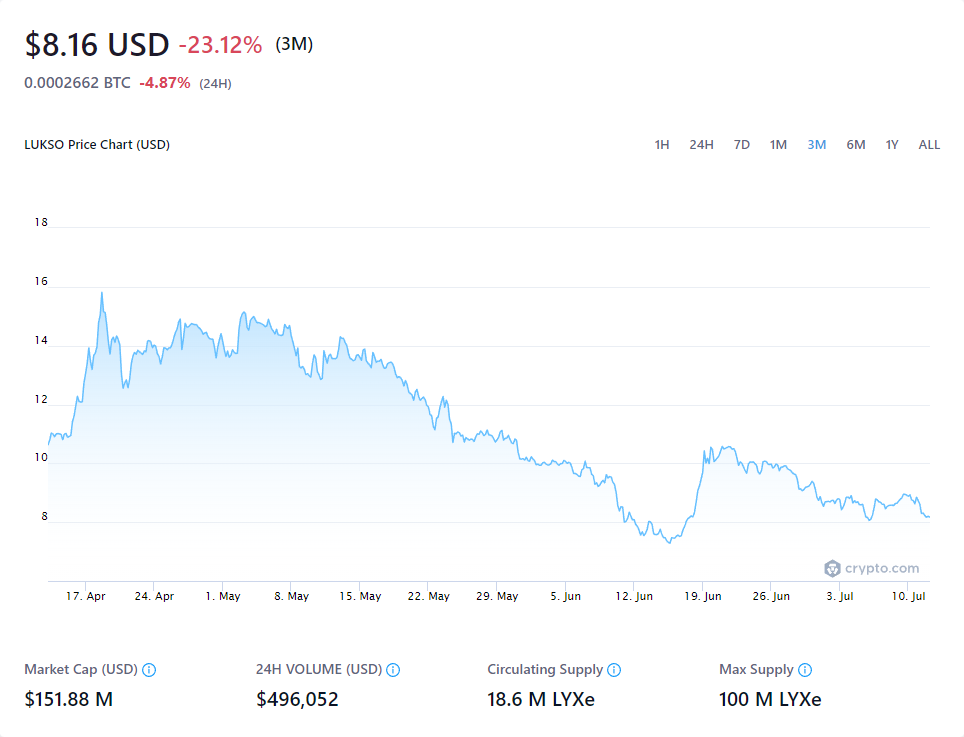 $8.16 USD -23.12% (3M)
0.0002662 BTC -4.87% (24H)
LUKSO Price Chart (USD) 1H 24H 7D 1M 3M 6M 1Y ALL
18
16
14
12
10
8
crypto.com
17. Apr 24. Apr 1. May 8. May 15. May 22. May 29. May 5. Jun 12. Jun 19. Jun 26. Jun 3. Jul 10. Jul
Market Cap (USD) 24H VOLUME (USD) Circulating Supply Max Supply
$151.88 M $496,052 18.6 M LYXe 100 M LYXe